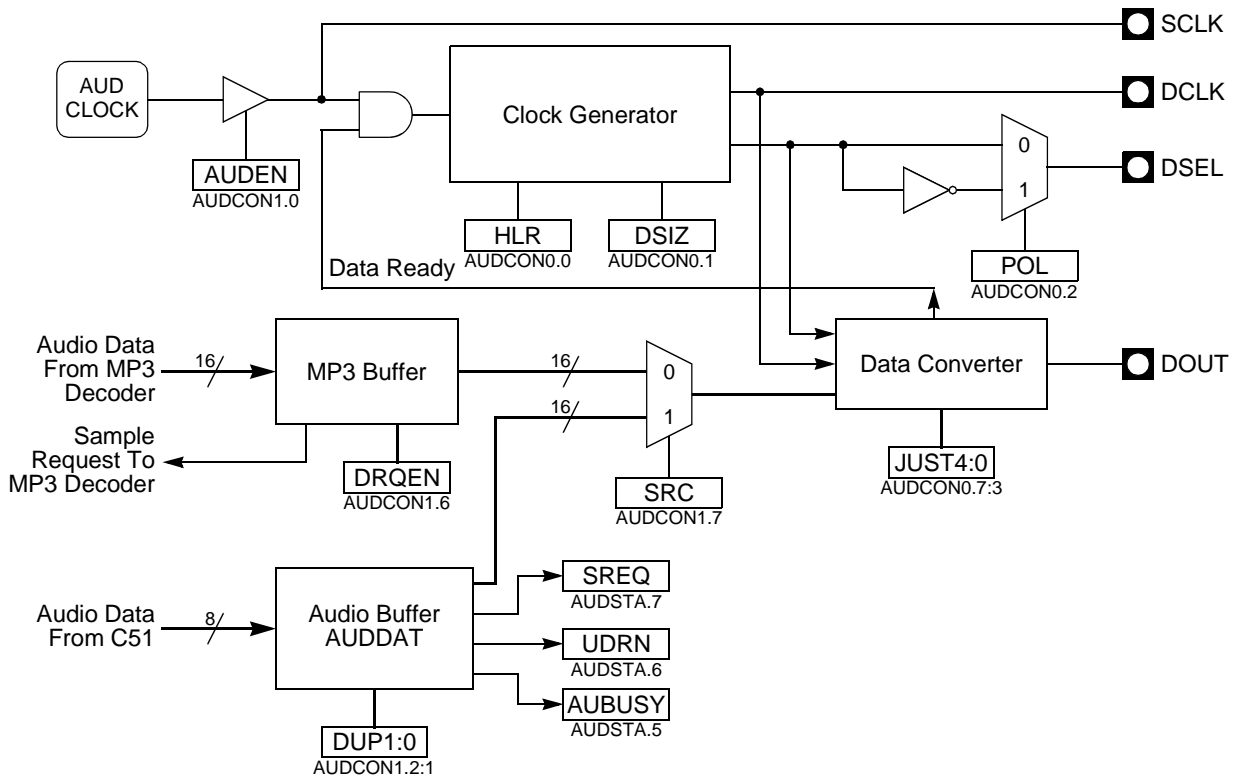 SCLK
AUD
CLOCK
Clock Generator
DCLK
0
1
DSEL
AUDEN
AUDCON1.0
HLR
AUDCON0.0
DSIZ
AUDCON0.1
POL
AUDCON0.2
Data Ready
Audio Data
From MP3
Decoder
16
MP3 Buffer
16
16
0
1
Data Converter
DOUT
Sample
Request To
MP3 Decoder
DRQEN
AUDCON1.6
SRC
AUDCON1.7
JUST4:0
AUDCON0.7:3
Audio Data
From C51
8
Audio Buffer
AUDDAT
SREQ
AUDSTA.7
UDRN
AUDSTA.6
AUBUSY
AUDSTA.5
DUP1:0
AUDCON1.2:1